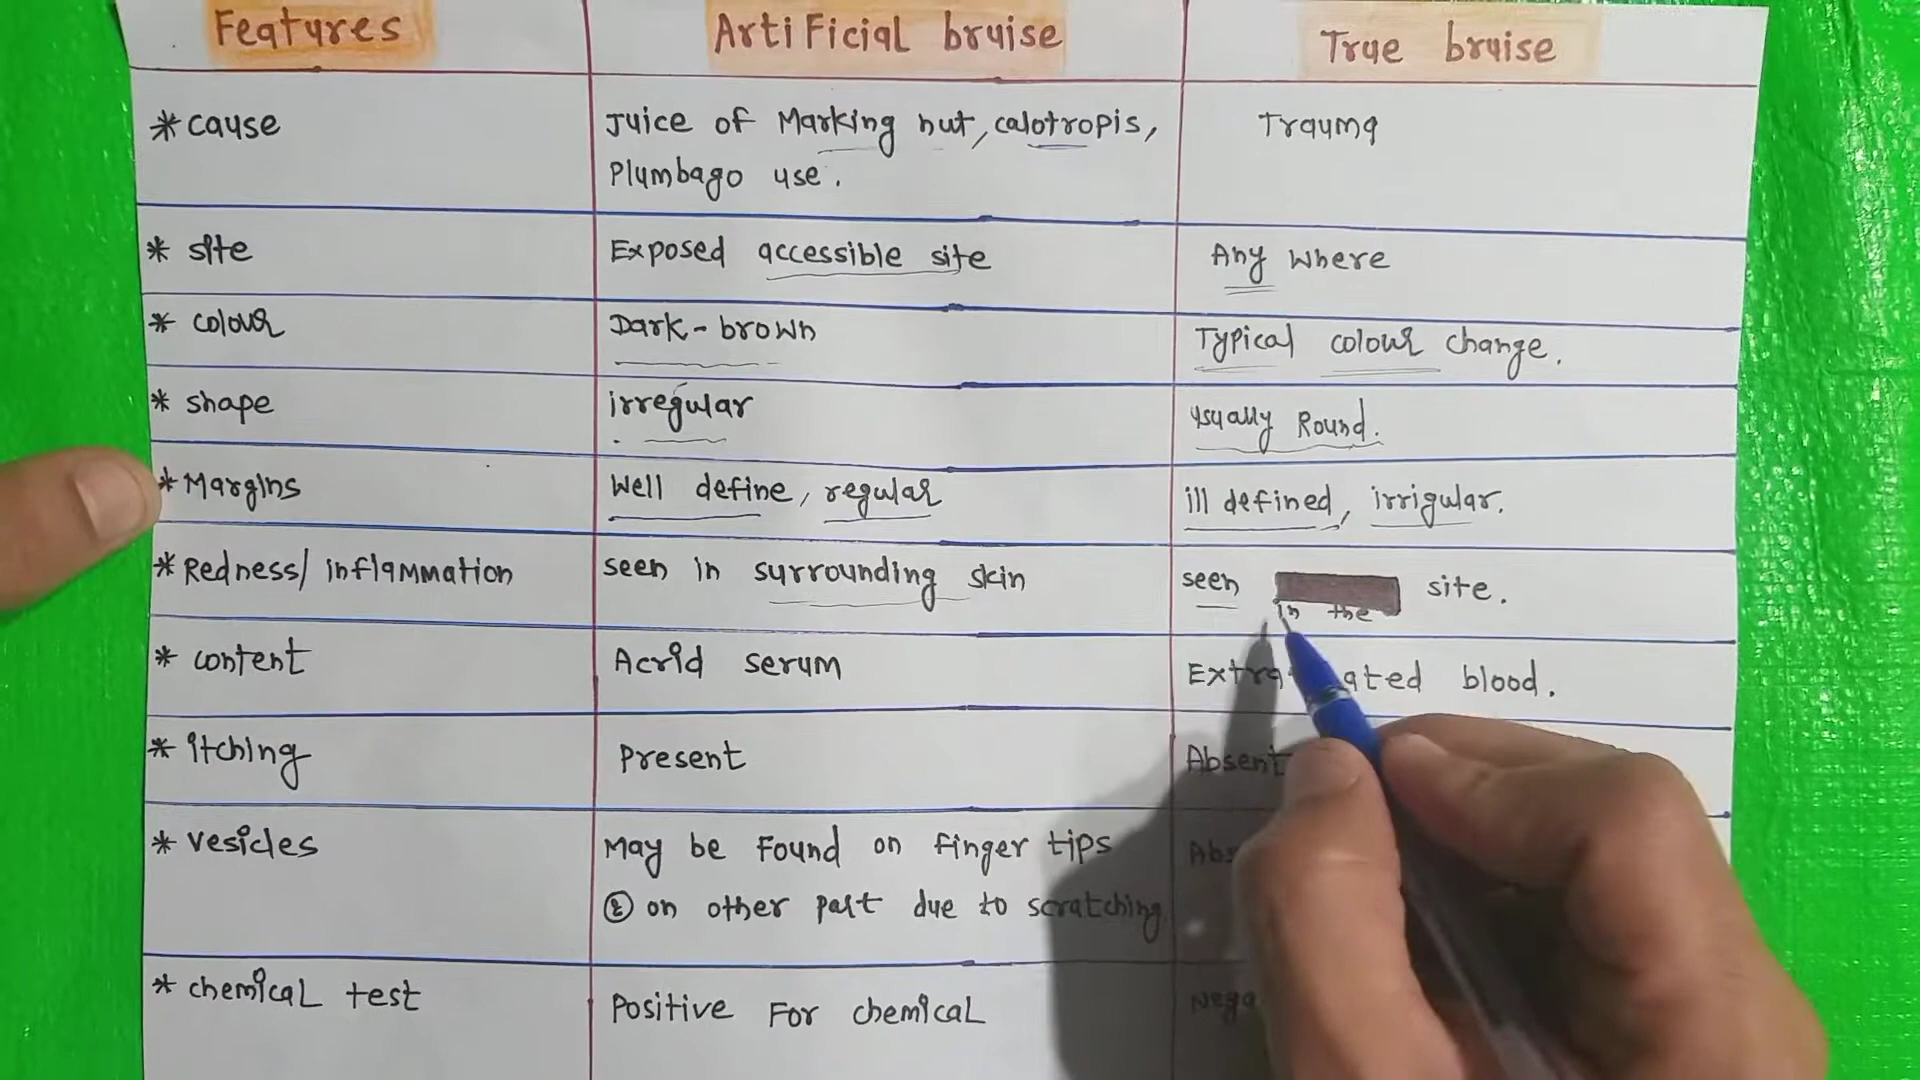 Features Artificial bruise True bruise
* cause Juice of Marking nut, calotropis, Trauma
Plumbago use.
* site Exposed accessible site Any where
* colour Dark-brown Typical colour change.
* shape irregular usually Round.
* Margins Well define, regular ill defined, irrigular.
* Redness/inflammation seen in surrounding skin seen in the site.
* content Acrid serum blood.
* itching Present Absent
* vesicles May be Found on Finger tips
on other part due to scratching
* chemical test Positive For chemical